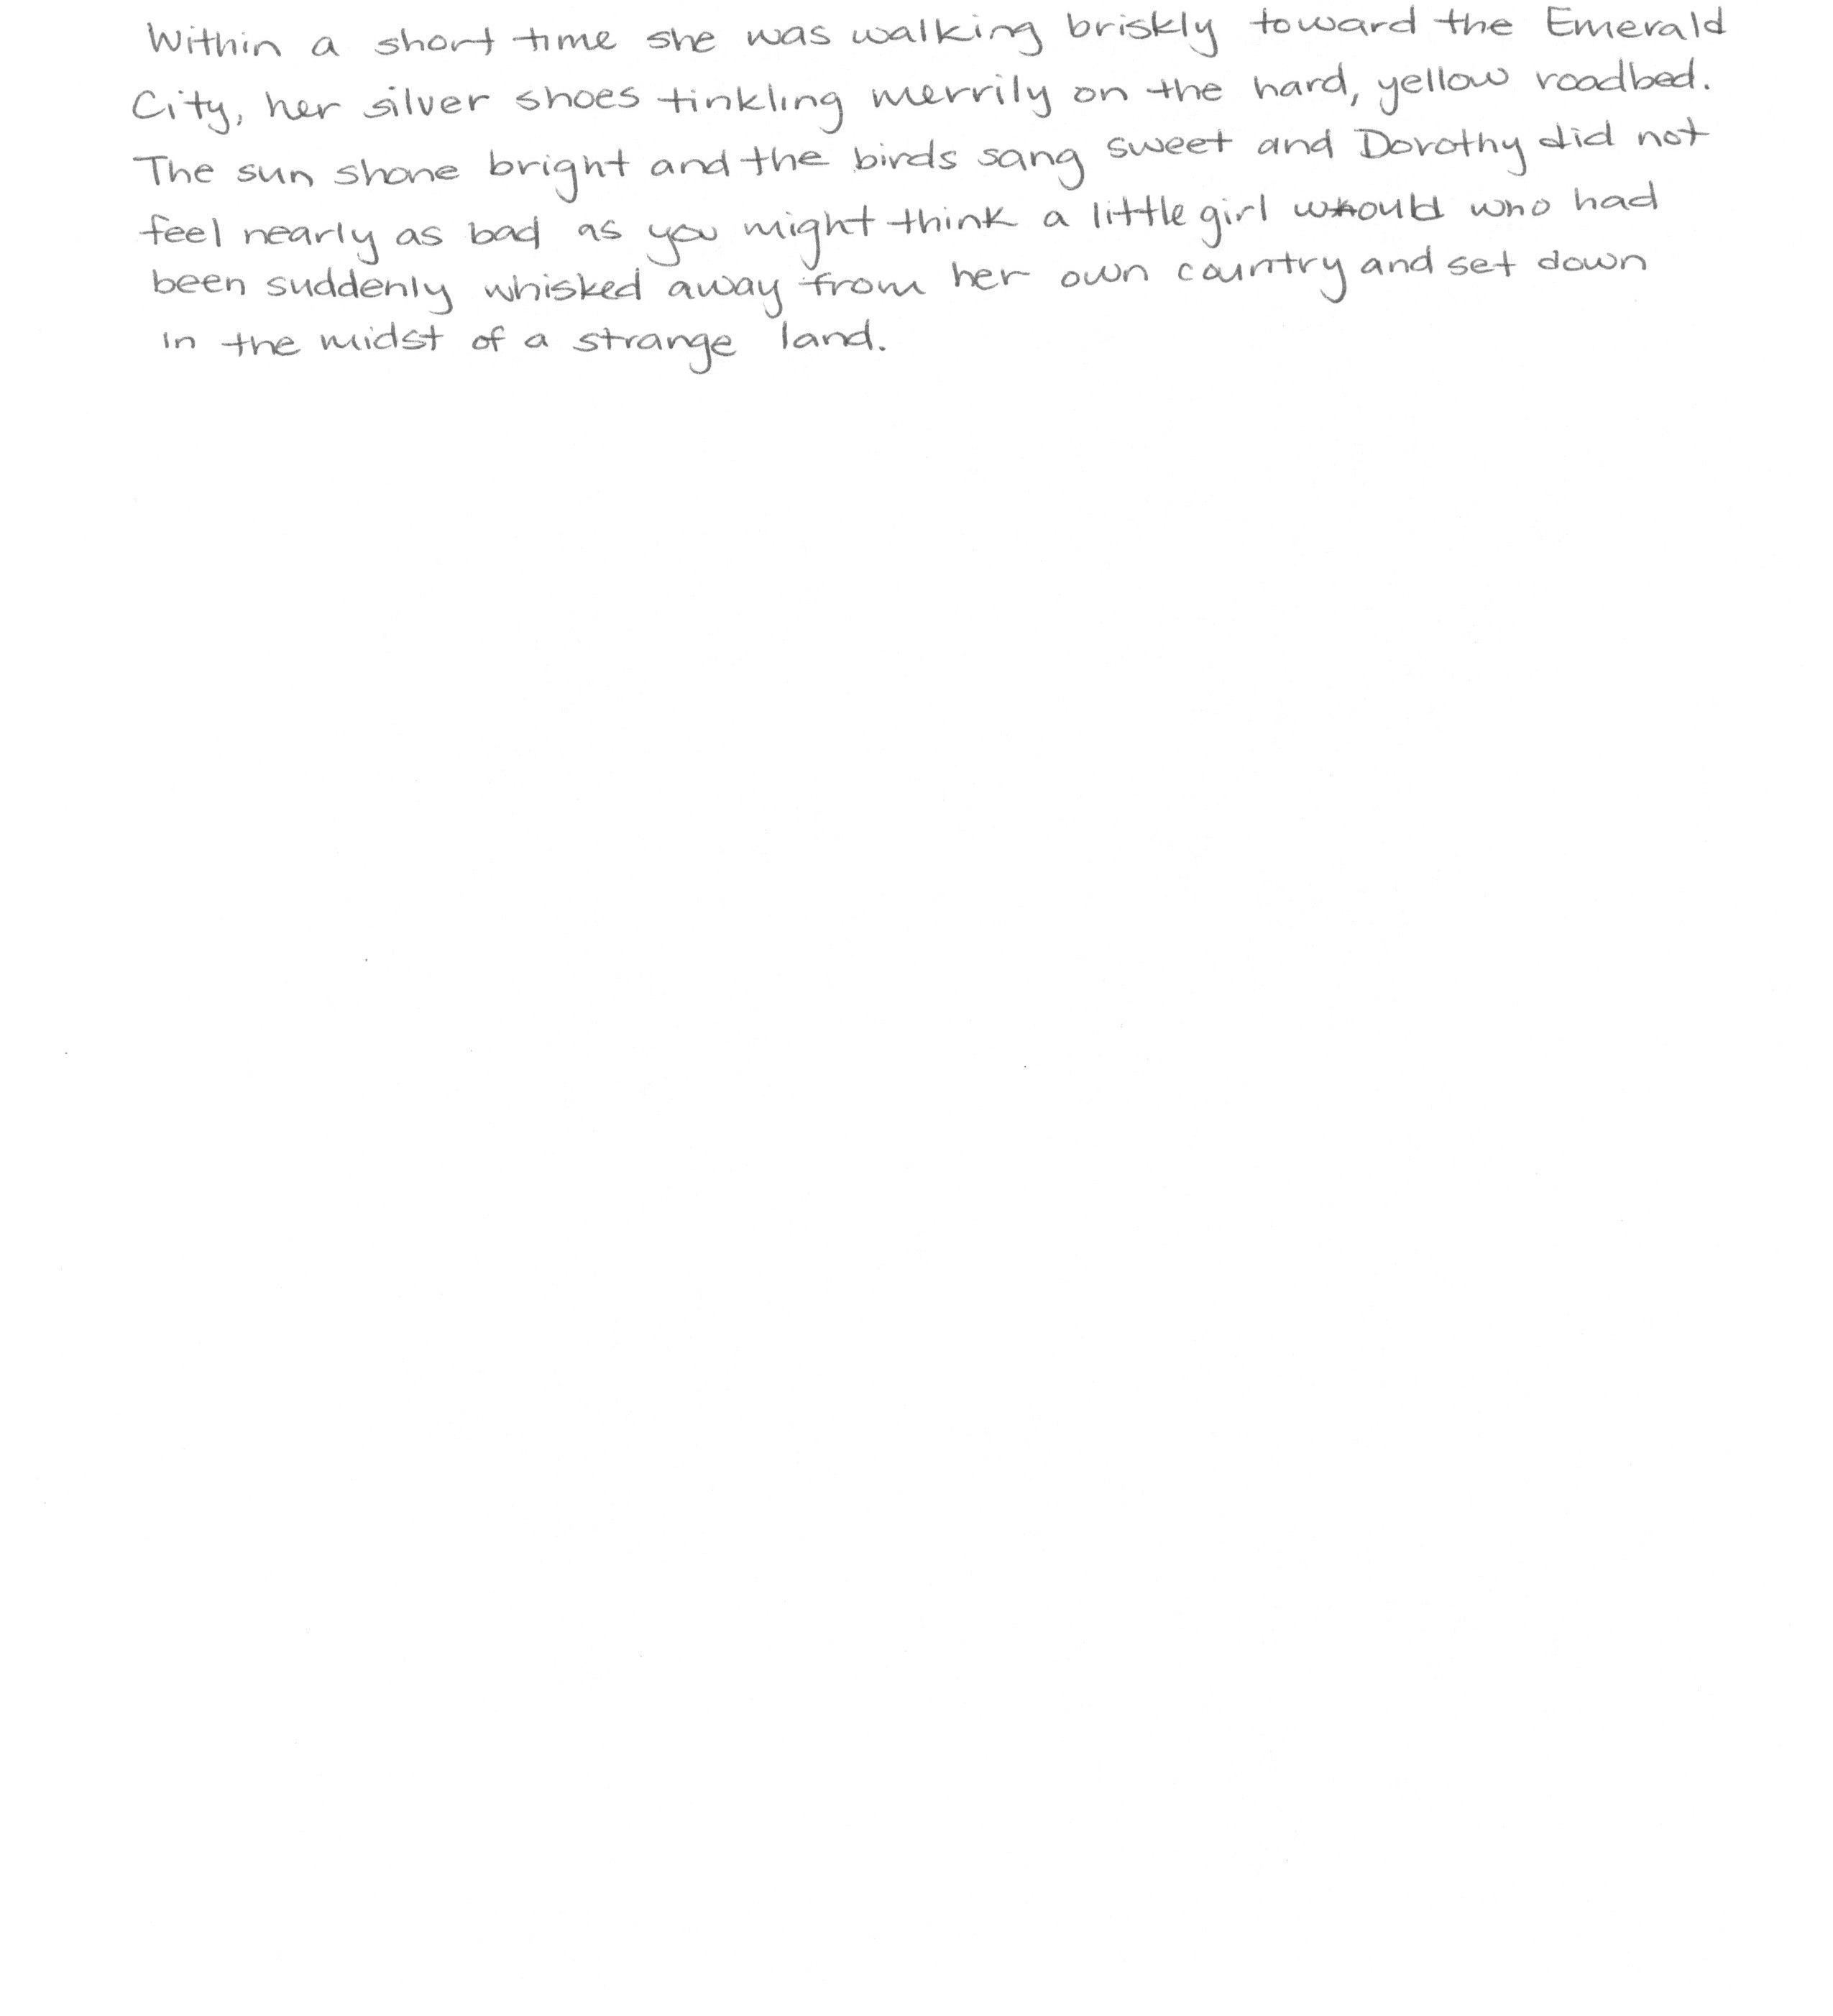 Within a short time she was walking briskly toward the Emerald
City, her silver shoes tinkling merrily on the hard, yellow roadbed.
The sun shone bright and the birds sang sweet and Dorothy did not
feel nearly as bad as you might think a little girl would who had
been suddenly whisked away from her own country and set down
in the midst of a strange land.